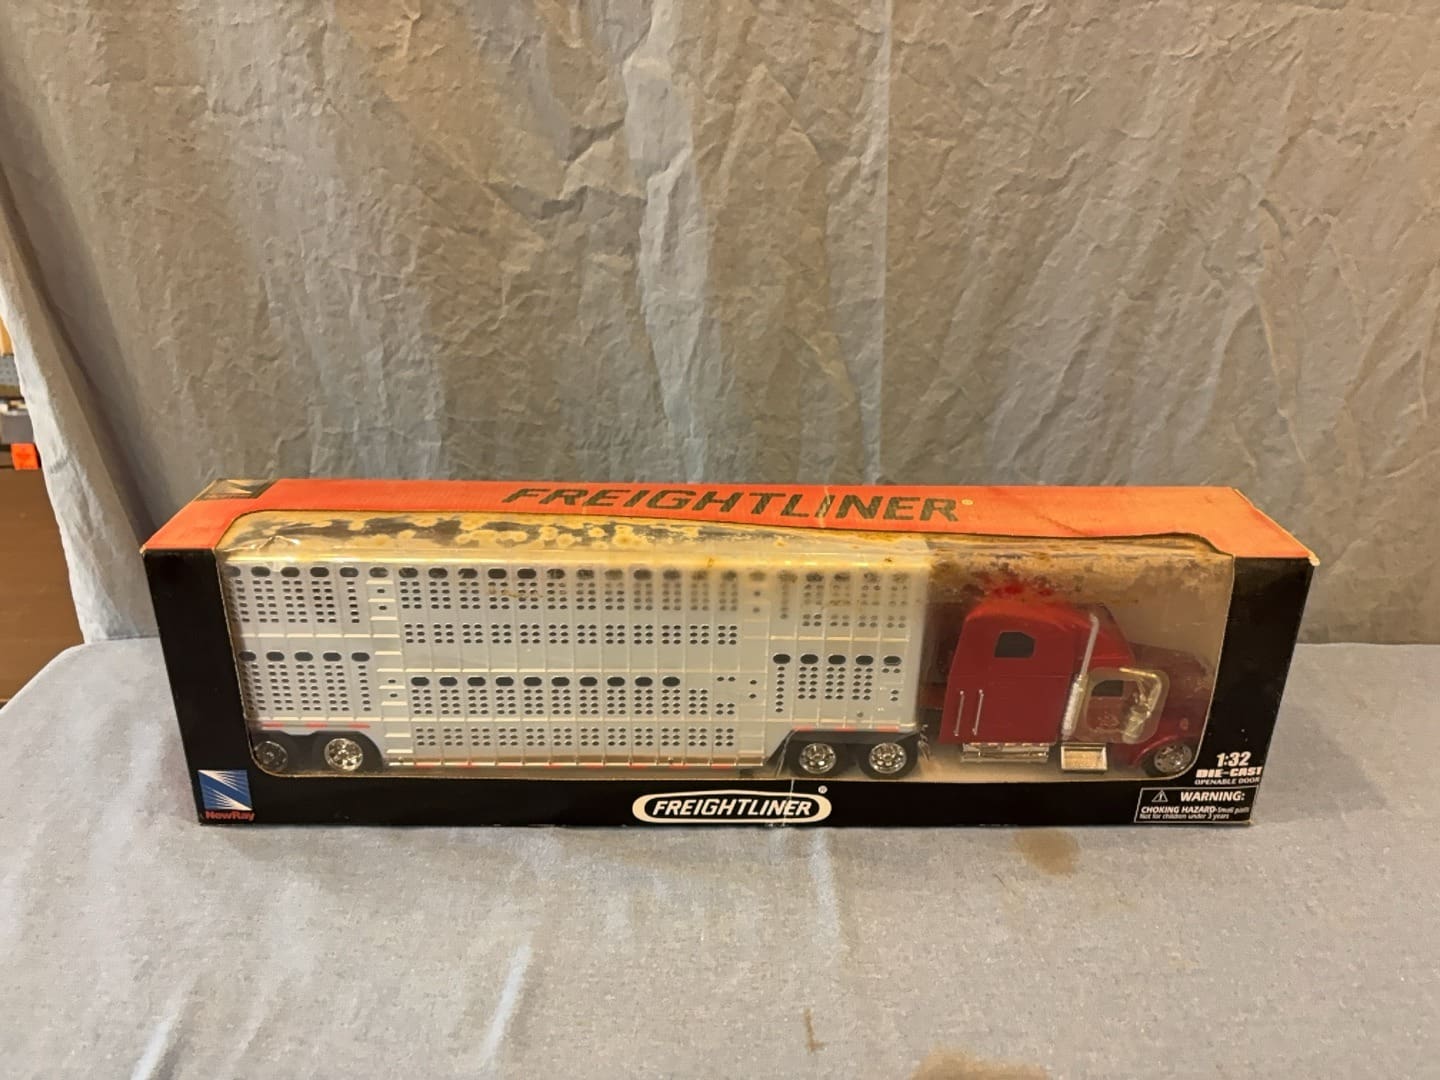 FREIGHTLINER®
1:32
DIE-CAST
OPENABLE DOOR
NewRay
FREIGHTLINER®
WARNING:
CHOKING HAZARD-Small parts
Not for children under 3 years